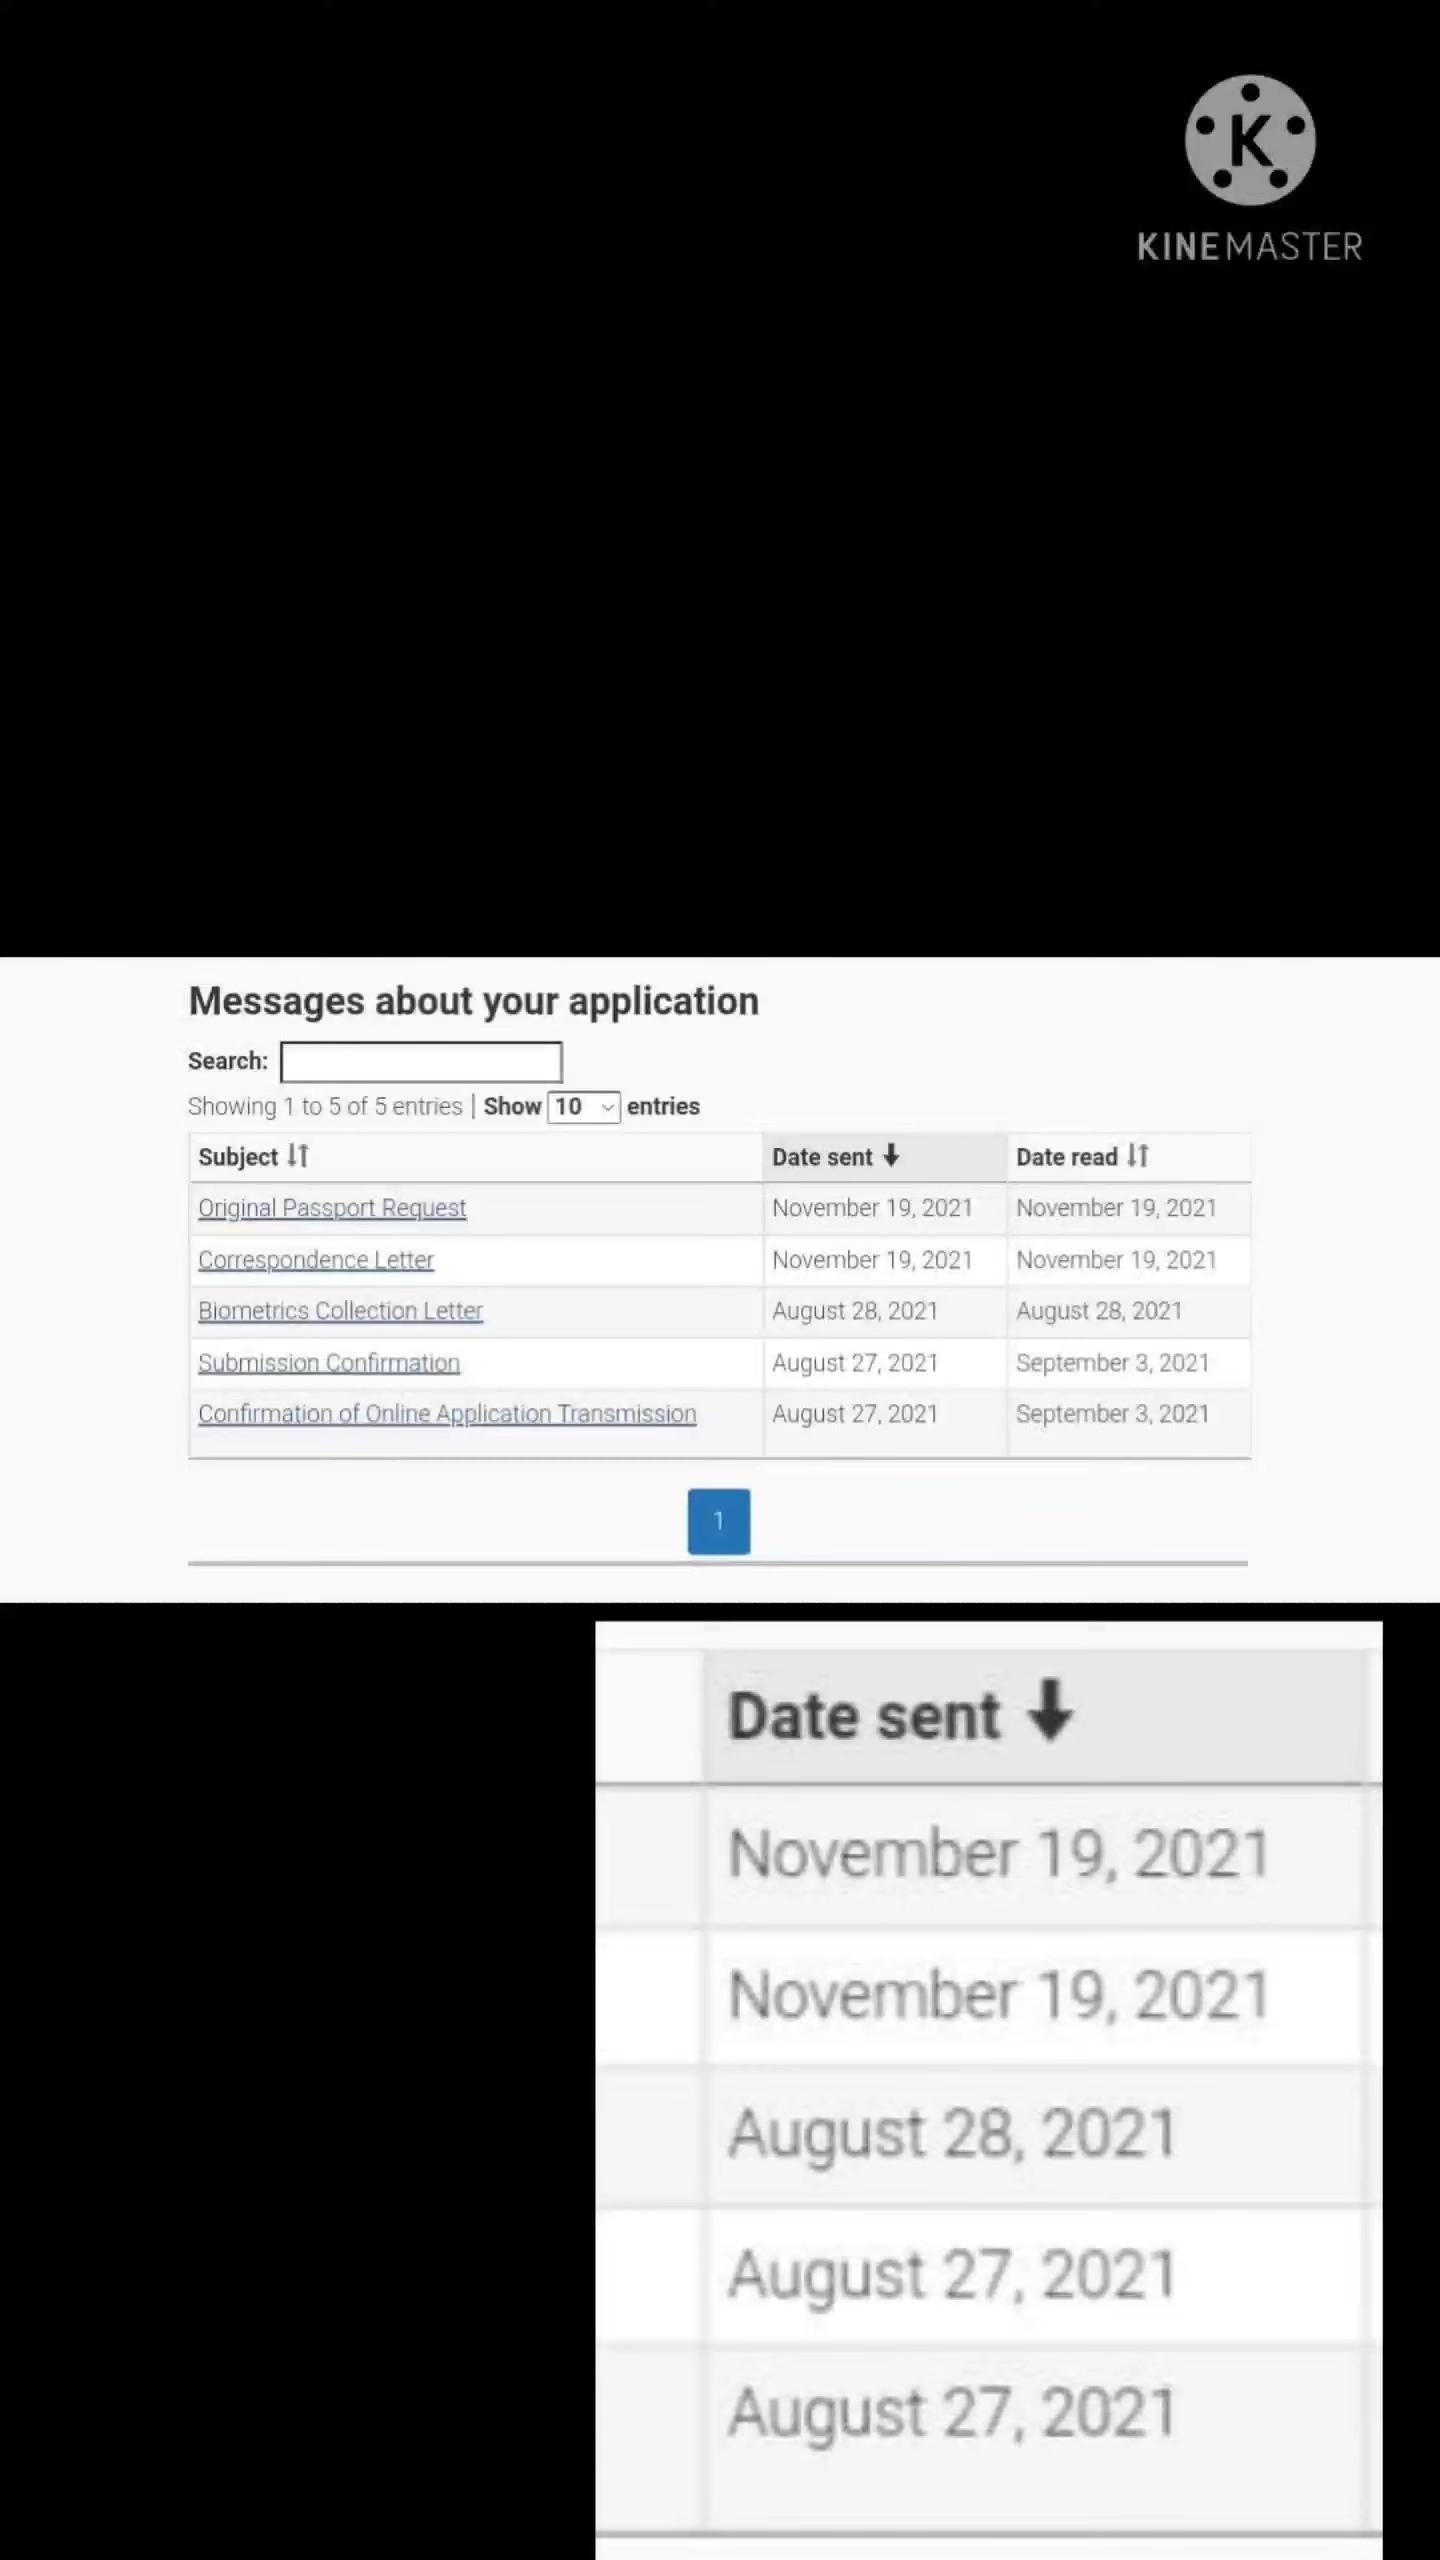 K
KINEMASTER
Messages about your application
Search:
Showing 1 to 5 of 5 entries | Show 10 entries
Subject Date sent Date read
Original Passport Request November 19, 2021 November 19, 2021
Correspondence Letter November 19, 2021 November 19, 2021
Biometrics Collection Letter August 28, 2021 August 28, 2021
Submission Confirmation August 27, 2021 September 3, 2021
Confirmation of Online Application Transmission August 27, 2021 September 3, 2021
1
Date sent
November 19, 2021
November 19, 2021
August 28, 2021
August 27, 2021
August 27, 2021